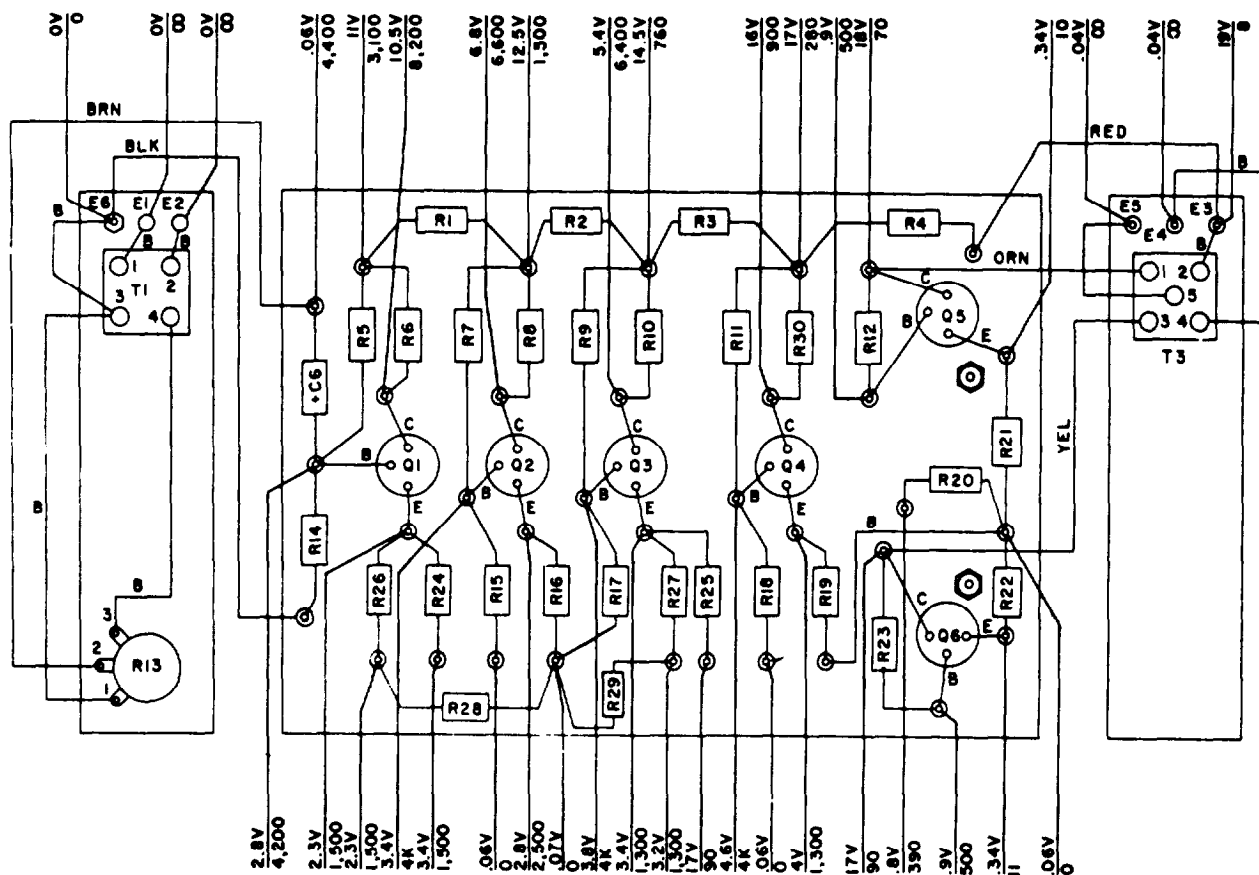 0V
0
0V
∞
0V
∞
.06V
4,400
11V
3,100
10.5V
8,200
6.8V
6,600
12.5V
1,500
5.4V
6,400
14.5V
760
16V
900
17V
28V
.9V
500
18V
70
.34V
10
.04V
∞
.04V
∞
19V
8
BRN
BLK
RED
B
E6
E1
E2
B
B
B
R1
R2
R3
R4
E5
E4
E3
B
ORN
1
2
T1
3
4
1
2
5
3
4
T3
C
B
Q5
E
R5
R6
R7
R8
R9
R10
R11
R30
R12
+C6
C
B
Q1
E
C
B
Q2
E
C
B
Q3
E
C
B
Q4
E
R21
YEL
R20
B
B
R14
R26
R24
R15
R16
R17
R27
R25
R18
R19
R22
R23
C
Q6
E
B
B
3
2
R13
1
R28
R29
2.8V
4,200
2.3V
1,500
2.3V
1,500
3.4V
4K
3.4V
1,500
.06V
0
2.8V
2,500
.07V
0
3.8V
4K
3.4V
1,300
3.2V
1,300
17V
90
4.6V
4K
.06V
0
4V
1,300
17V
90
.8V
390
.9V
500
.34V
11
.06V
0